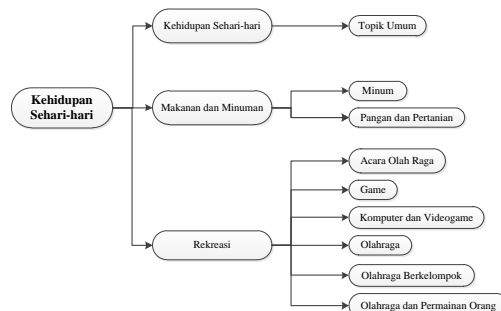 Kehidupan Sehari-hari
Topik Umum
Kehidupan
Sehari-hari
Makanan dan Minuman
Minum
Pangan dan Pertanian
Rekreasi
Acara Olah Raga
Game
Komputer dan Videogame
Olahraga
Olahraga Berkelompok
Olahraga dan Permainan Orang